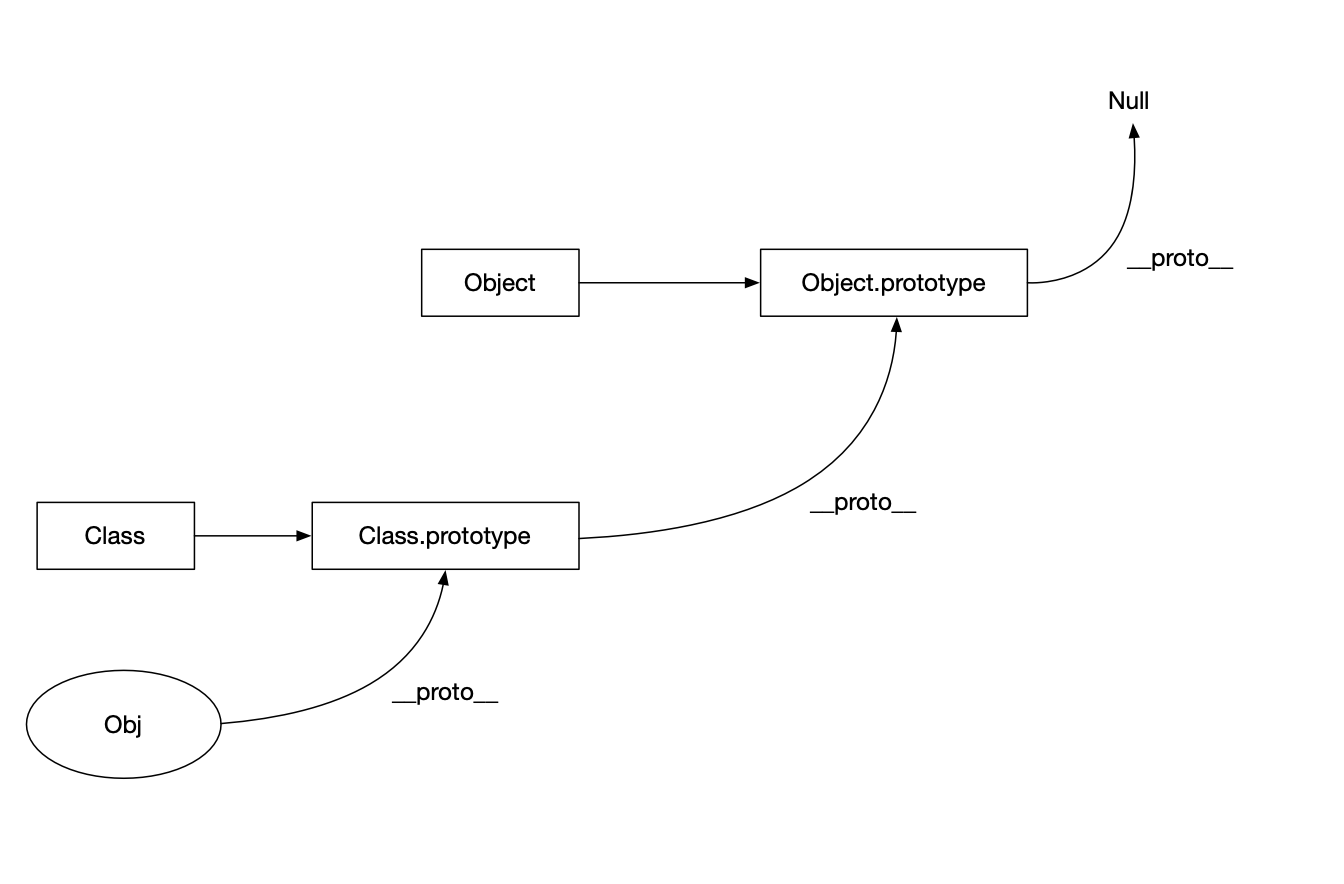 Null
__proto__
Object
Object.prototype
__proto__
Class
Class.prototype
__proto__
Obj